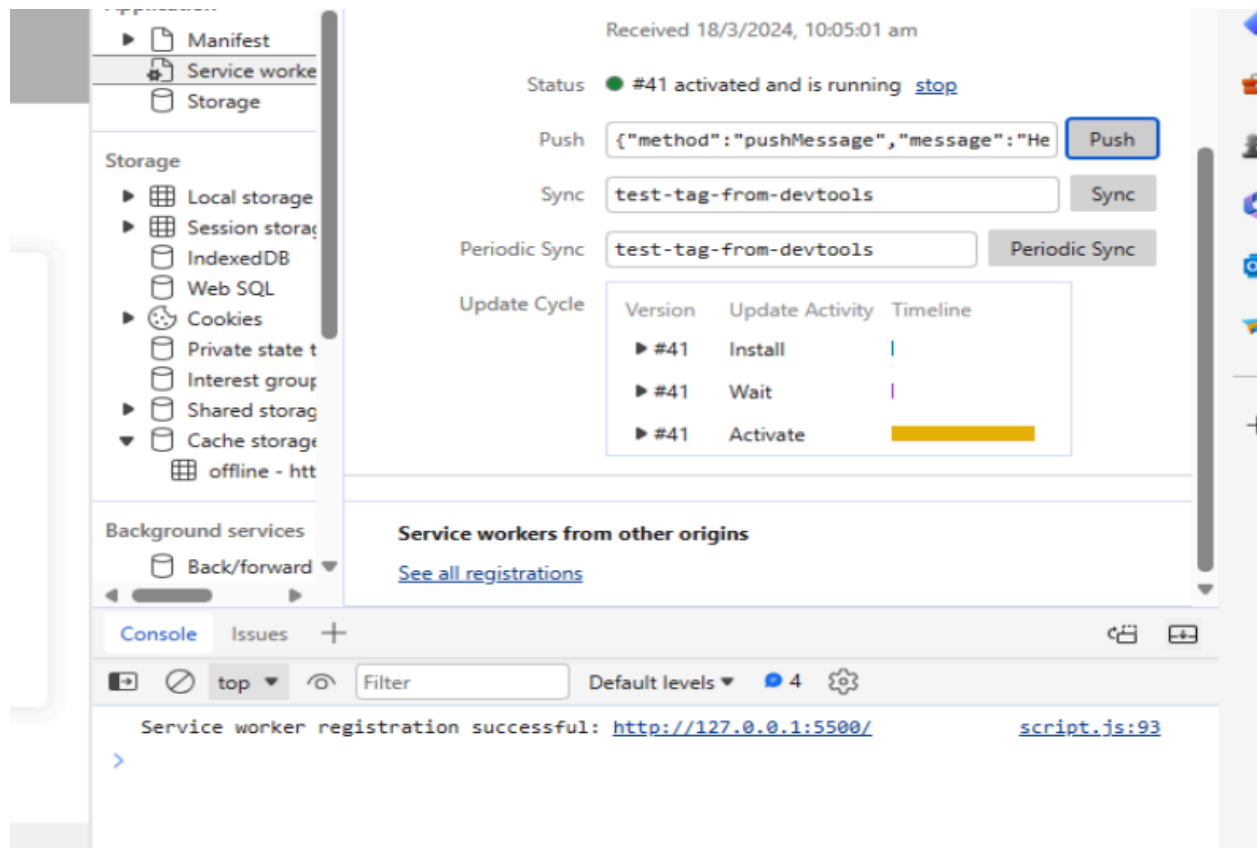 Application
Manifest
Service worke
Storage
Storage
Local storage
Session storag
IndexedDB
Web SQL
Cookies
Private state t
Interest group
Shared storag
Cache storage
offline - htt
Background services
Back/forward
Received 18/3/2024, 10:05:01 am
Status #41 activated and is running stop
Push {"method":"pushMessage","message":"He Push
Sync test-tag-from-devtools Sync
Periodic Sync test-tag-from-devtools Periodic Sync
Update Cycle
Version Update Activity Timeline
#41 Install
#41 Wait
#41 Activate
Service workers from other origins
See all registrations
Console Issues
top Filter Default levels 4
Service worker registration successful: http://127.0.0.1:5500/ script.js:93
>